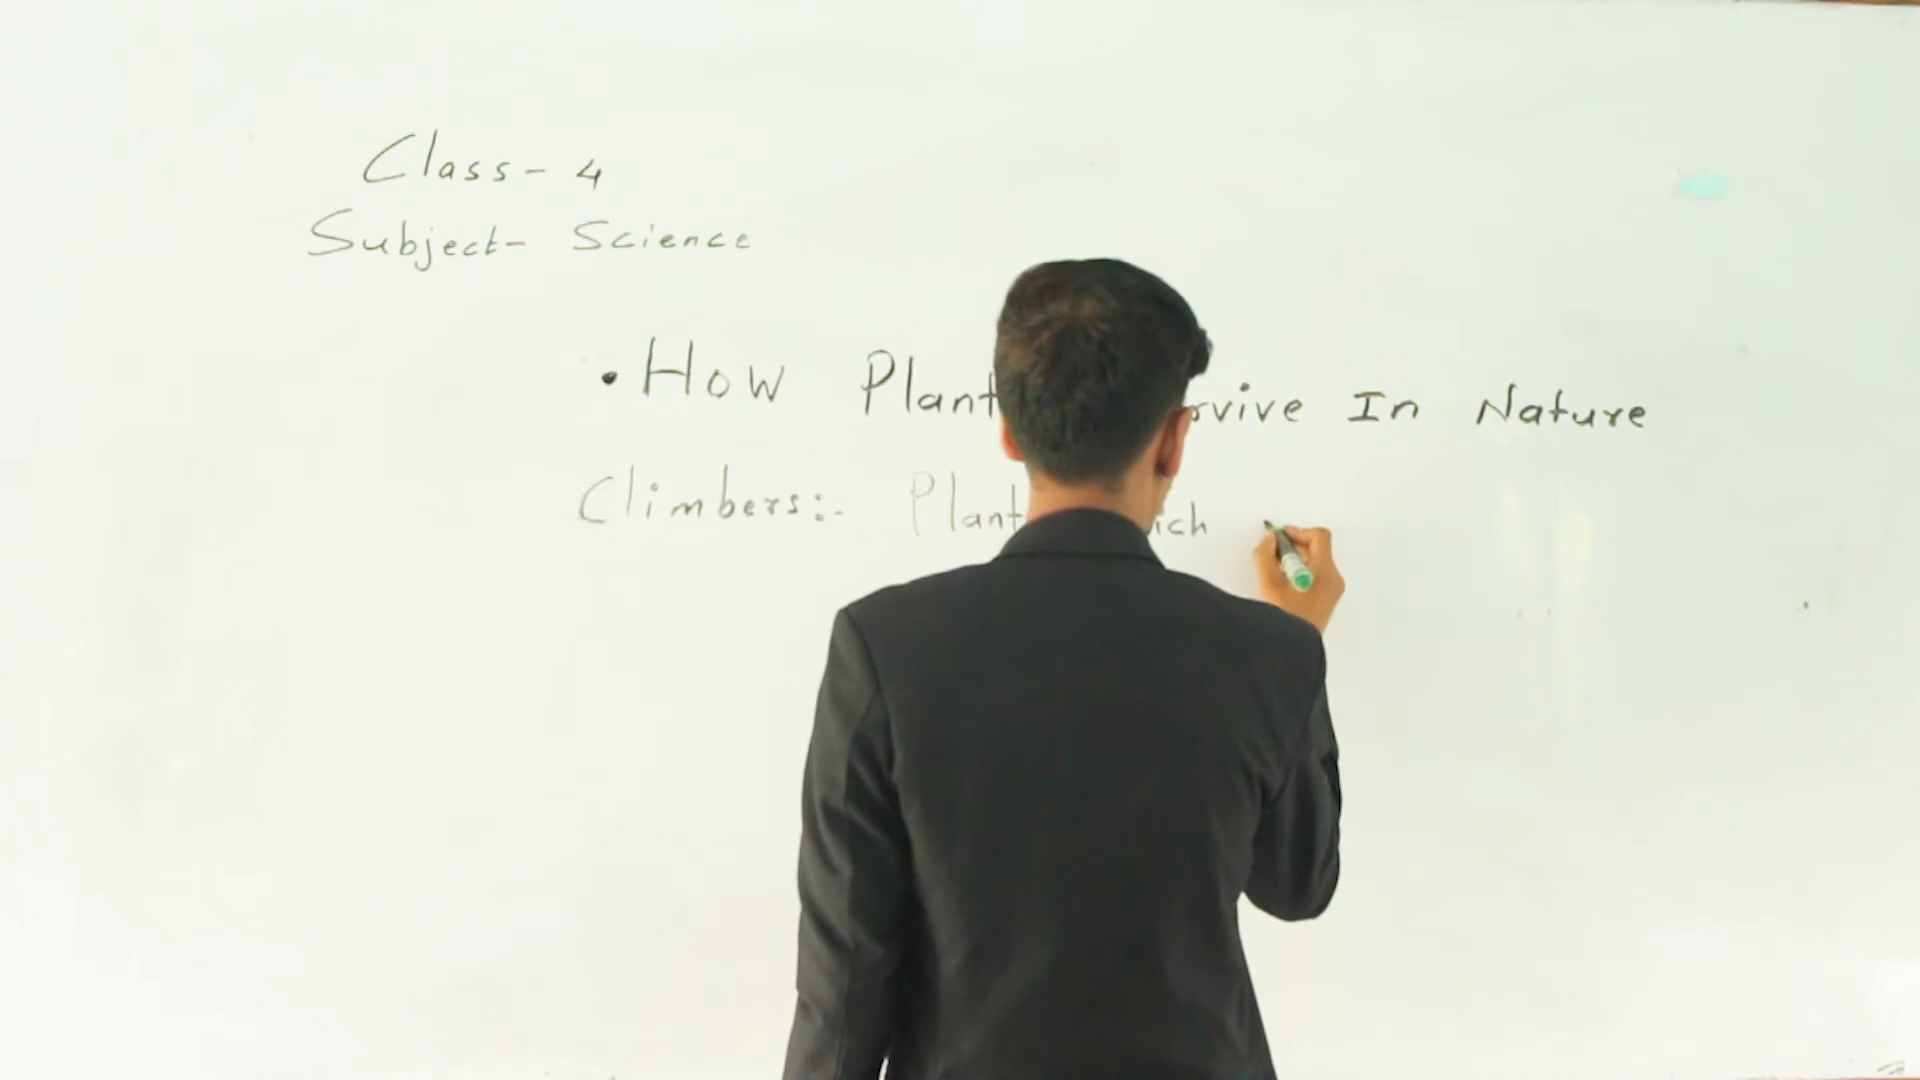 Class- 4
Subject- Science
• How Plant rvive In Nature
Climbers:- Plant ich